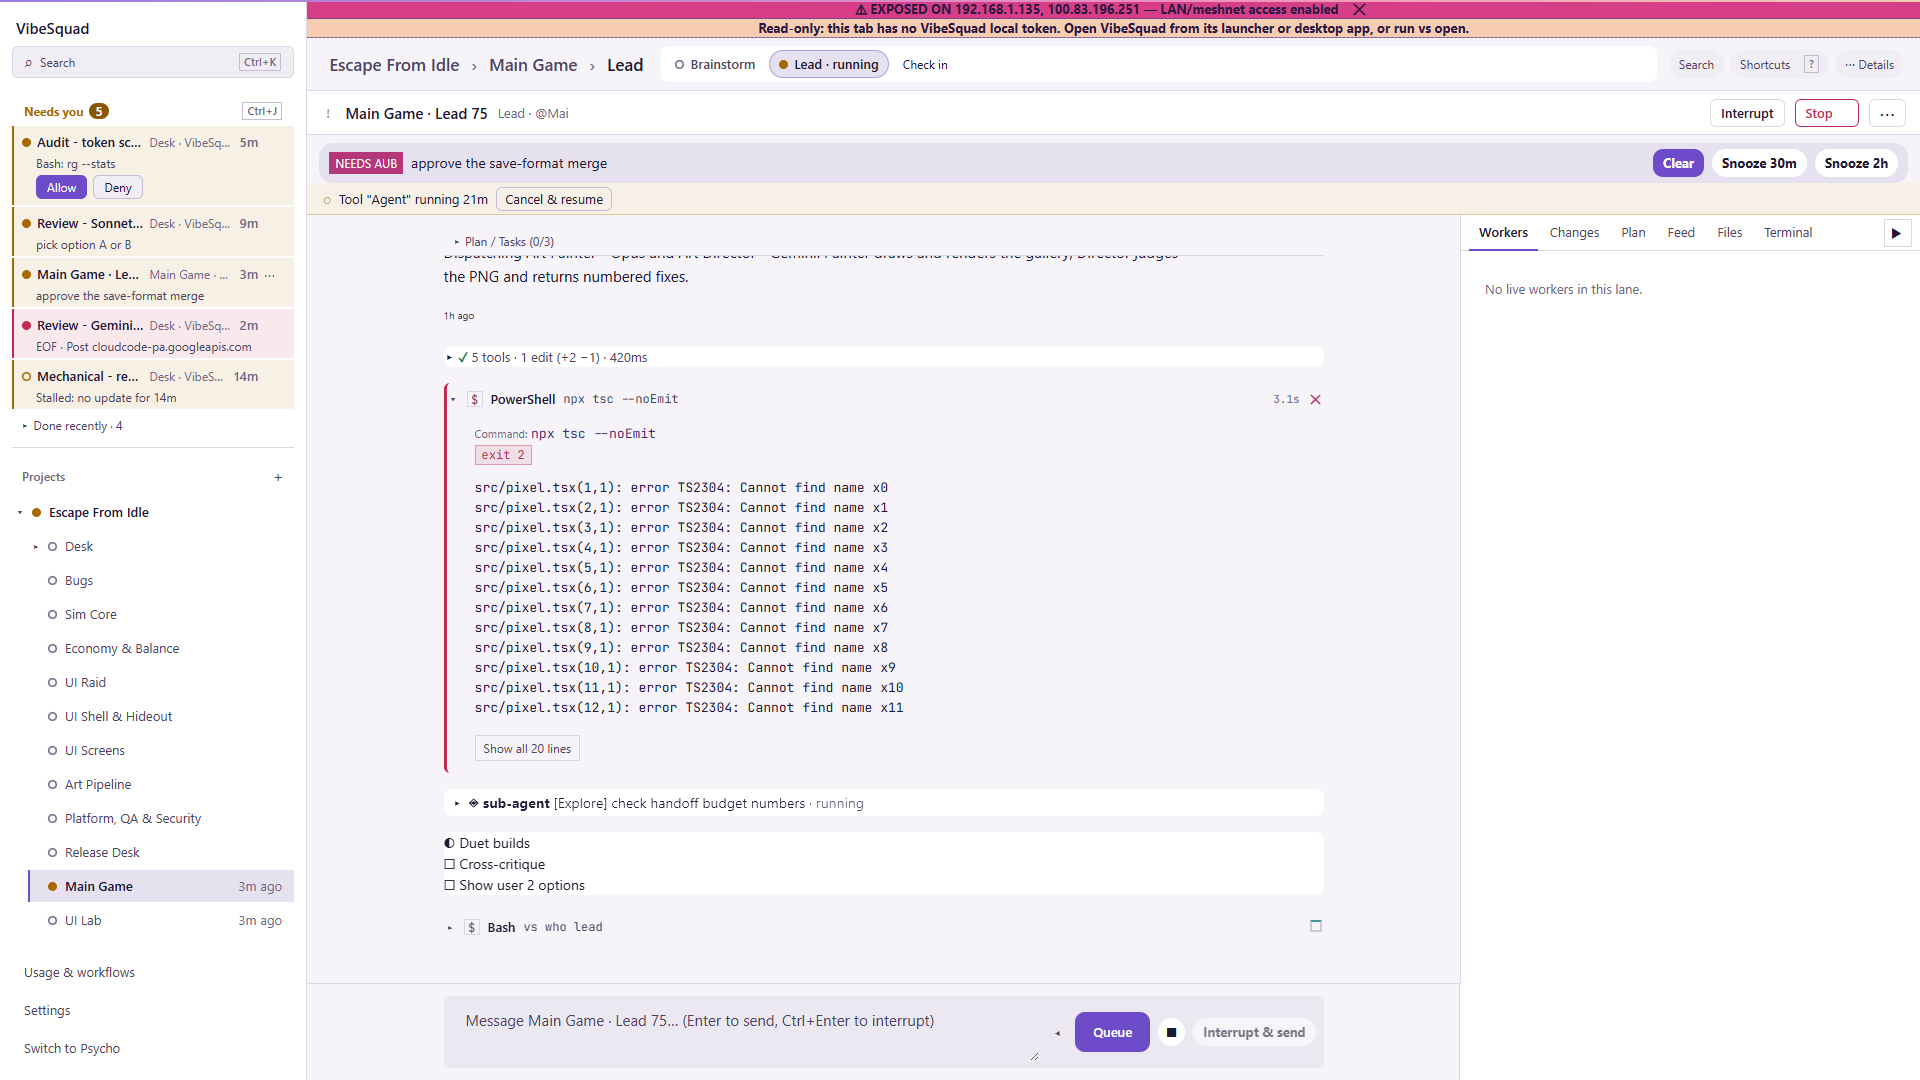 ⚠ EXPOSED ON 192.168.1.135, 100.83.196.251 — LAN/meshnet access enabled ✕
Read-only: this tab has no VibeSquad local token. Open VibeSquad from its launcher or desktop app, or run vs open.
VibeSquad
Search Ctrl+K
Needs you 5 Ctrl+J
Audit - token sc... Desk · VibeSq... 5m
Bash: rg --stats
Allow Deny
Review - Sonnet... Desk · VibeSq... 9m
pick option A or B
Main Game · Le... Main Game · ... 3m ···
approve the save-format merge
Review - Gemini... Desk · VibeSq... 2m
EOF · Post cloudcode-pa.googleapis.com
Mechanical - re... Desk · VibeS... 14m
Stalled: no update for 14m
Done recently · 4
Projects +
Escape From Idle
Desk
Bugs
Sim Core
Economy & Balance
UI Raid
UI Shell & Hideout
UI Screens
Art Pipeline
Platform, QA & Security
Release Desk
Main Game 3m ago
UI Lab 3m ago
Usage & workflows
Settings
Switch to Psycho
Escape From Idle › Main Game › Lead
Brainstorm Lead · running Check in
Search Shortcuts ? ··· Details
! Main Game · Lead 75 Lead · @Mai
Interrupt Stop ...
NEEDS AUB approve the save-format merge
Clear Snooze 30m Snooze 2h
Tool "Agent" running 21m Cancel & resume
Plan / Tasks (0/3)
the PNG and returns numbered fixes.
1h ago
✓ 5 tools · 1 edit (+2 −1) · 420ms
$ PowerShell npx tsc --noEmit 3.1s ✕
Command: npx tsc --noEmit
exit 2
src/pixel.tsx(1,1): error TS2304: Cannot find name x0
src/pixel.tsx(2,1): error TS2304: Cannot find name x1
src/pixel.tsx(3,1): error TS2304: Cannot find name x2
src/pixel.tsx(4,1): error TS2304: Cannot find name x3
src/pixel.tsx(5,1): error TS2304: Cannot find name x4
src/pixel.tsx(6,1): error TS2304: Cannot find name x5
src/pixel.tsx(7,1): error TS2304: Cannot find name x6
src/pixel.tsx(8,1): error TS2304: Cannot find name x7
src/pixel.tsx(9,1): error TS2304: Cannot find name x8
src/pixel.tsx(10,1): error TS2304: Cannot find name x9
src/pixel.tsx(11,1): error TS2304: Cannot find name x10
src/pixel.tsx(12,1): error TS2304: Cannot find name x11
Show all 20 lines
sub-agent [Explore] check handoff budget numbers · running
◐ Duet builds
☐ Cross-critique
☐ Show user 2 options
$ Bash vs who lead
Message Main Game · Lead 75... (Enter to send, Ctrl+Enter to interrupt)
Queue Interrupt & send
Workers Changes Plan Feed Files Terminal
No live workers in this lane.